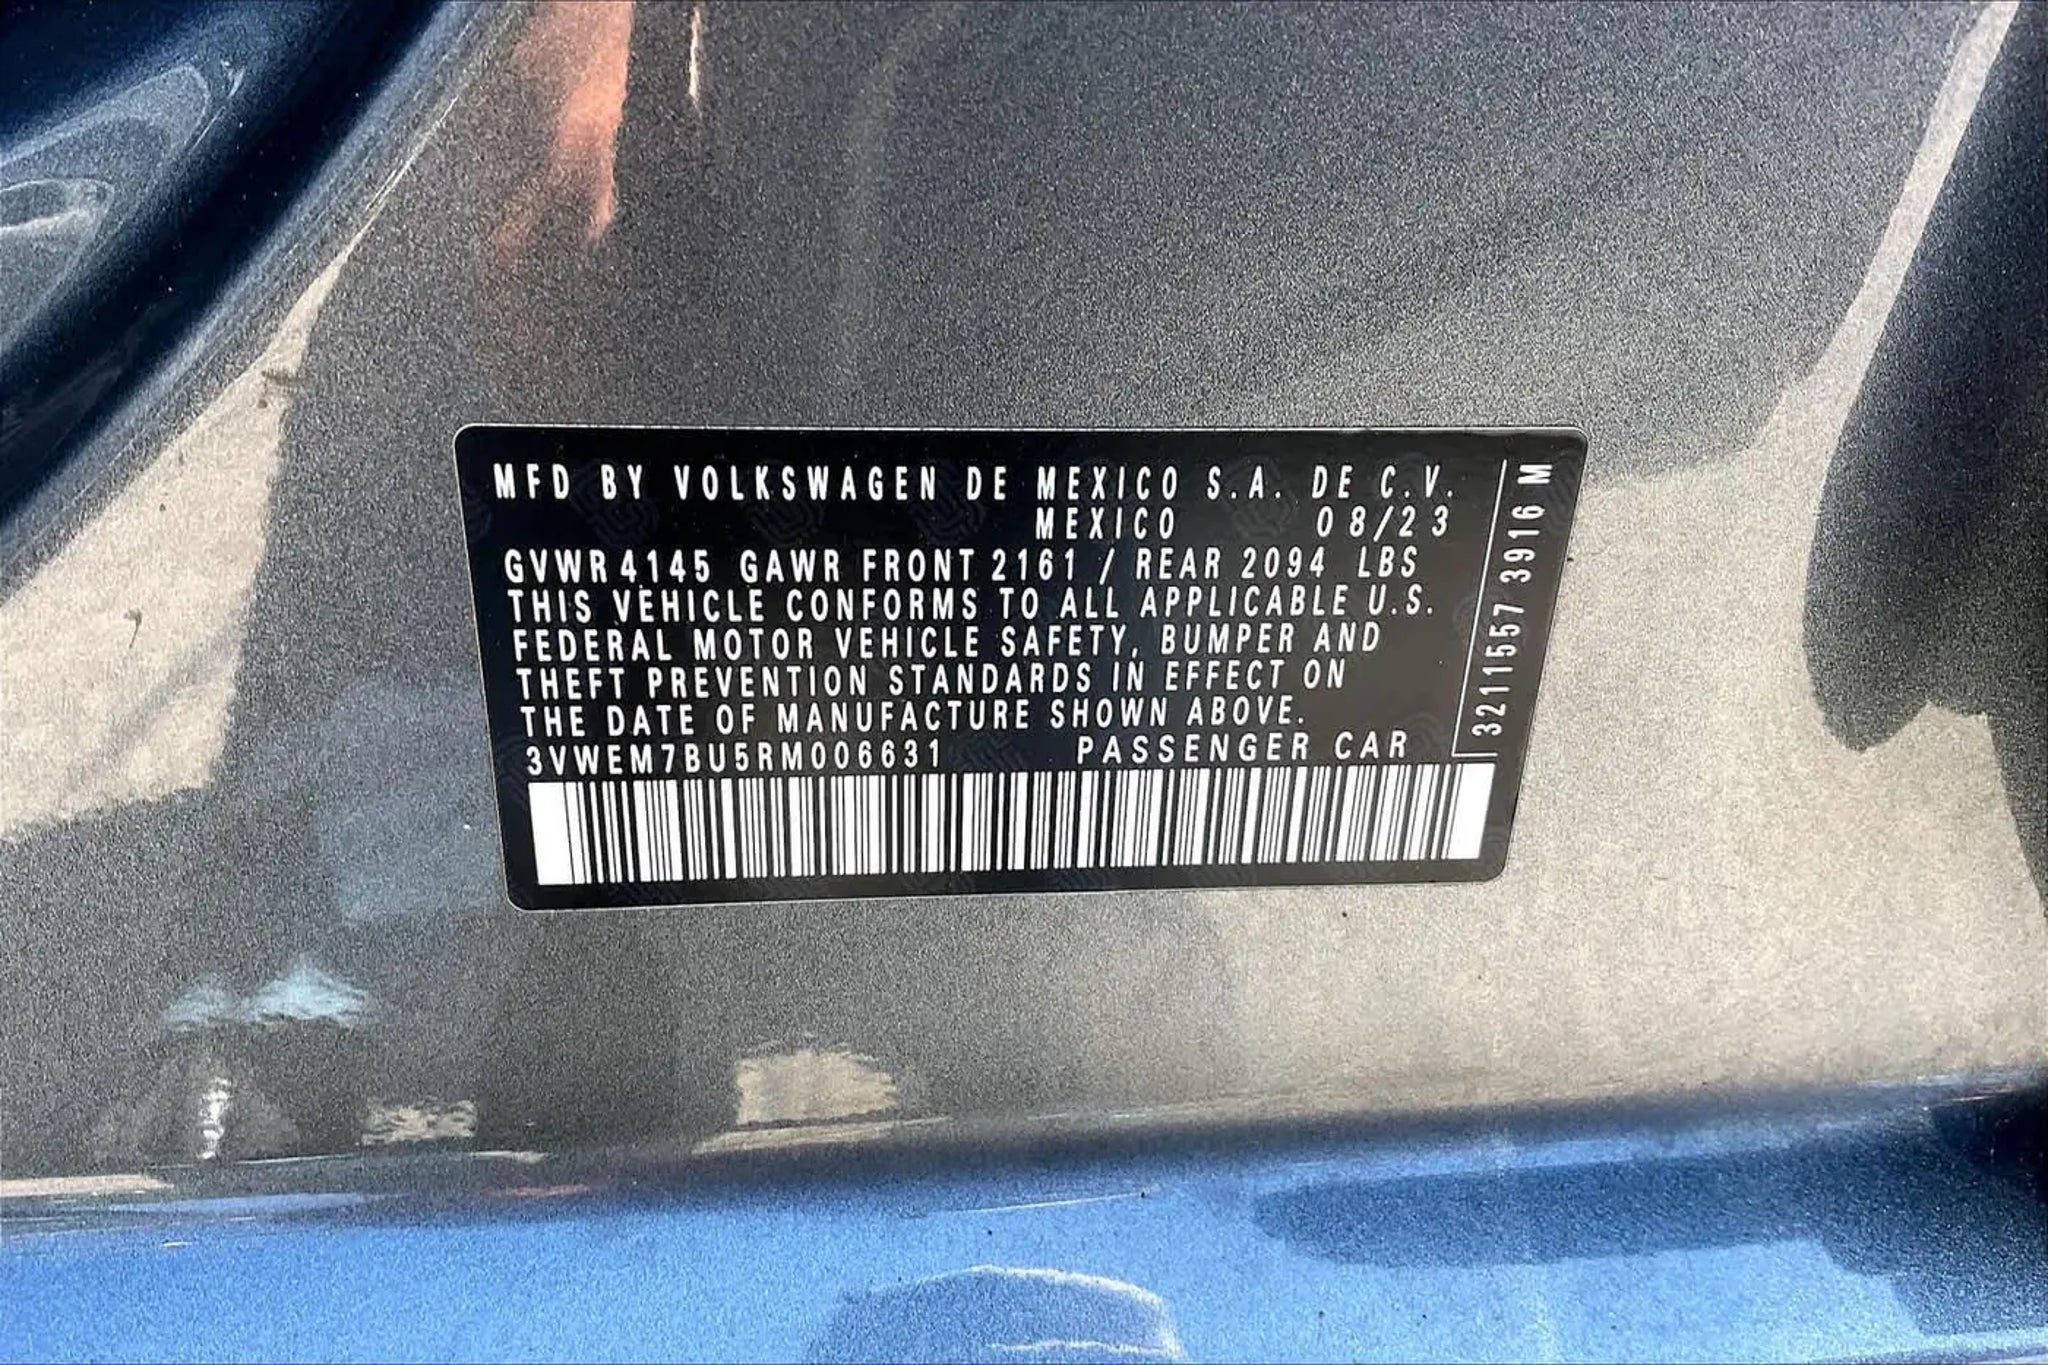 MFD BY VOLKSWAGEN DE MEXICO S.A. DE C.V.
MEXICO 08/23
GVWR 4145 GAWR FRONT 2161 / REAR 2094 LBS
THIS VEHICLE CONFORMS TO ALL APPLICABLE U.S.
FEDERAL MOTOR VEHICLE SAFETY, BUMPER AND
THEFT PREVENTION STANDARDS IN EFFECT ON
THE DATE OF MANUFACTURE SHOWN ABOVE.
3VWEM7BU5RM006631 PASSENGER CAR
3211557 3916 M